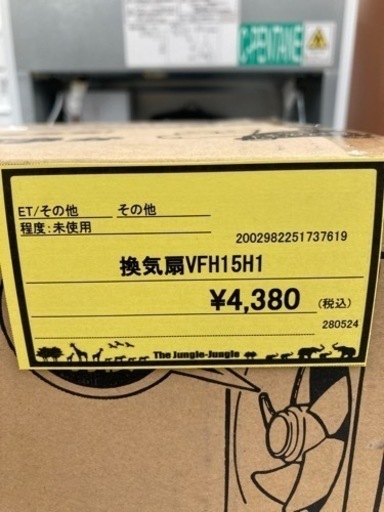 C-PENTANE
ET/その他 その他
程度:未使用
2002982251737619
換気扇VFH15H1
¥4,380 (税込)
280524
The Jungle-Jungle